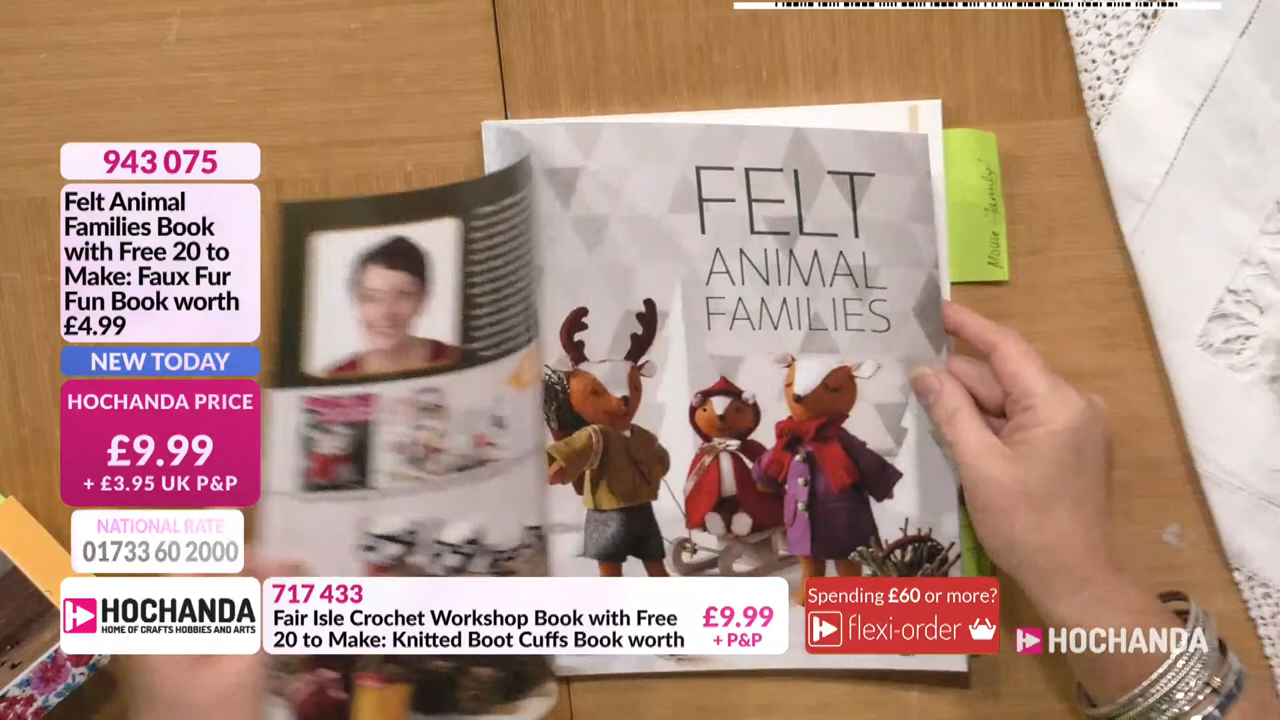 943 075
Felt Animal
Families Book
with Free 20 to
Make: Faux Fur
Fun Book worth
£4.99
NEW TODAY
HOCHANDA PRICE
£9.99
+ £3.95 UK P&P
NATIONAL RATE
01733 60 2000
HOCHANDA
HOME OF CRAFTS HOBBIES AND ARTS
717 433
Fair Isle Crochet Workshop Book with Free
20 to Make: Knitted Boot Cuffs Book worth
£9.99
+ P&P
Spending £60 or more?
flexi-order
HOCHANDA
FELT
ANIMAL
FAMILIES
Mouse family!